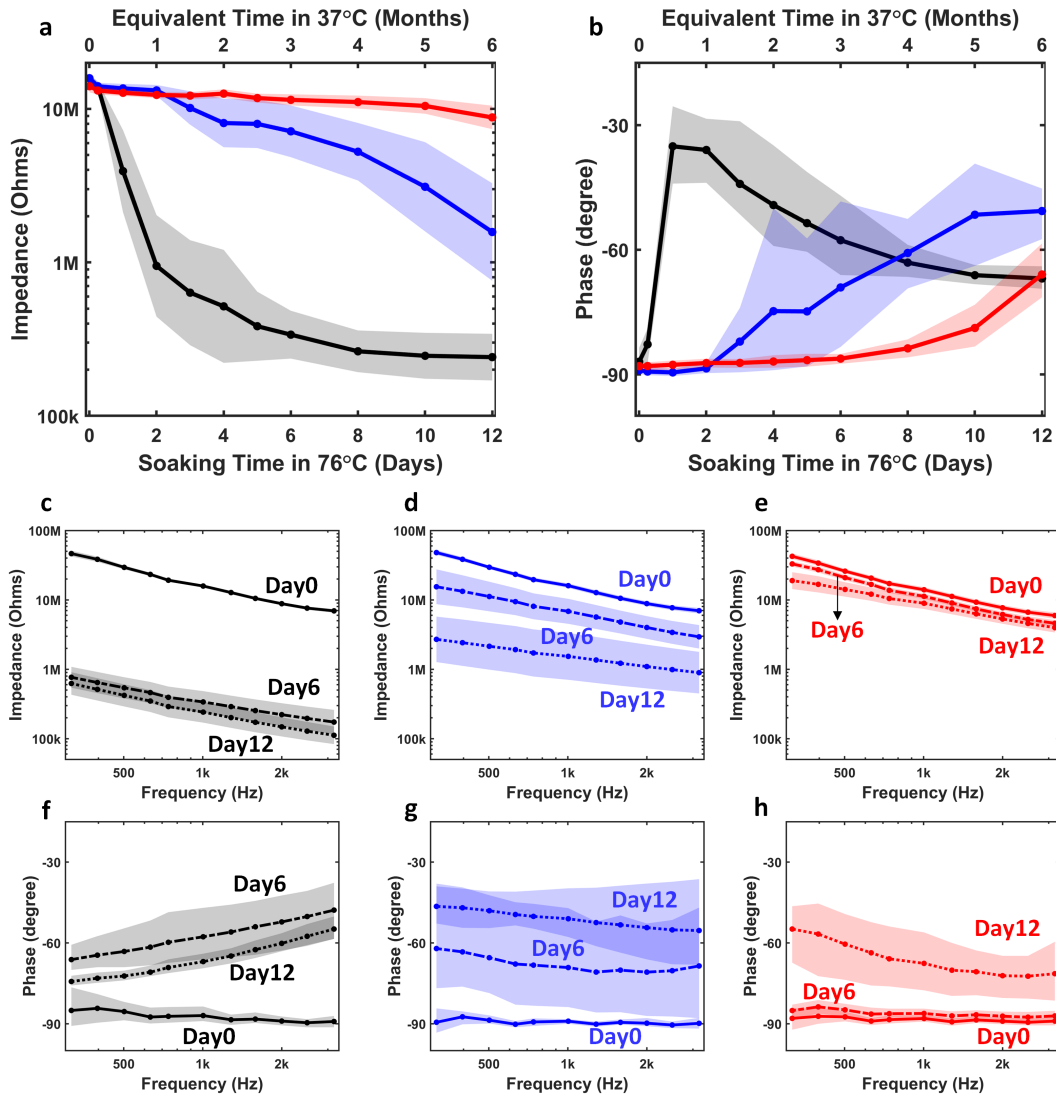 Equivalent Time in 37°C (Months)
a
0 1 2 3 4 5 6
10M
1M
100k
Impedance (Ohms)
0 2 4 6 8 10 12
Soaking Time in 76°C (Days)
Equivalent Time in 37°C (Months)
b
0 1 2 3 4 5 6
-30
-60
-90
Phase (degree)
0 2 4 6 8 10 12
Soaking Time in 76°C (Days)
c
100M
10M
1M
100k
Impedance (Ohms)
Day0
Day6
Day12
500 1k 2k
Frequency (Hz)
d
100M
10M
1M
100k
Impedance (Ohms)
Day0
Day6
Day12
500 1k 2k
Frequency (Hz)
e
100M
10M
1M
100k
Impedance (Ohms)
Day0
Day6
Day12
500 1k 2k
Frequency (Hz)
f
-30
-60
-90
Phase (degree)
Day6
Day12
Day0
500 1k 2k
Frequency (Hz)
g
-30
-60
-90
Phase (degree)
Day12
Day6
Day0
500 1k 2k
Frequency (Hz)
h
-30
-60
-90
Phase (degree)
Day12
Day6
Day0
500 1k 2k
Frequency (Hz)